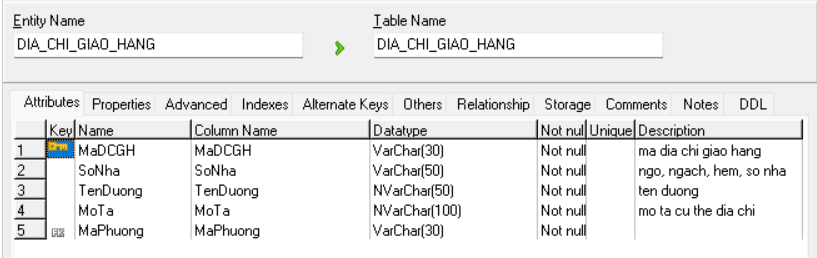 Entity Name Table Name
DIA_CHI_GIAO_HANG DIA_CHI_GIAO_HANG
Attributes Properties Advanced Indexes Alternate Keys Others Relationship Storage Comments Notes DDL
Key Name Column Name Datatype Not nul Unique Description
1 MaDCGH MaDCGH VarChar(30) Not null ma dia chi giao hang
2 SoNha SoNha VarChar(50) Not null ngo, ngach, hem, so nha
3 TenDuong TenDuong NVarChar(50) Not null ten duong
4 MoTa MoTa NVarChar(100) Not null mo ta cu the dia chi
5 FK MaPhuong MaPhuong VarChar(30) Not null